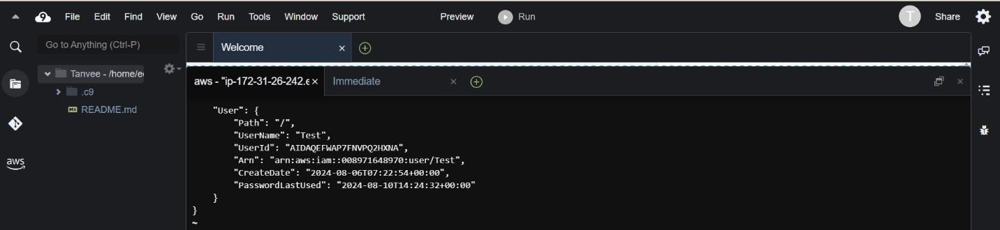 9 File Edit Find View Go Run Tools Window Support Preview Run T Share
Go to Anything (Ctrl-P)
Welcome
Tanvee - /home/e
aws - "ip-172-31-26-242.e Immediate
.c9
README.md
aws
"User": {
"Path": "/",
"UserName": "Test",
"UserId": "AIDAQEFWAP7FNVPQ2HXNA",
"Arn": "arn:aws:iam::008971648970:user/Test",
"CreateDate": "2024-08-06T07:22:54+00:00",
"PasswordLastUsed": "2024-08-10T14:24:32+00:00"
}
}
~